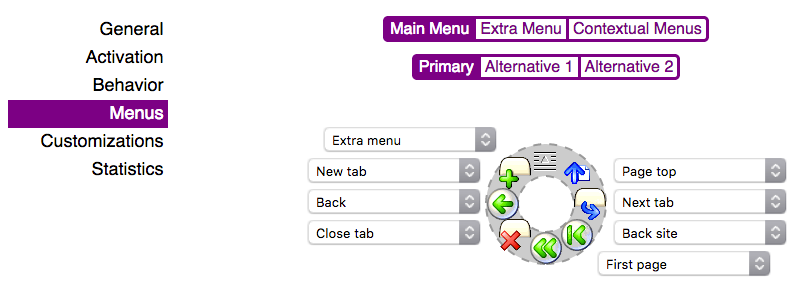 General
Activation
Behavior
Menus
Customizations
Statistics
Main Menu Extra Menu Contextual Menus
Primary Alternative 1 Alternative 2
Extra menu
New tab Page top
Back Next tab
Close tab Back site
First page